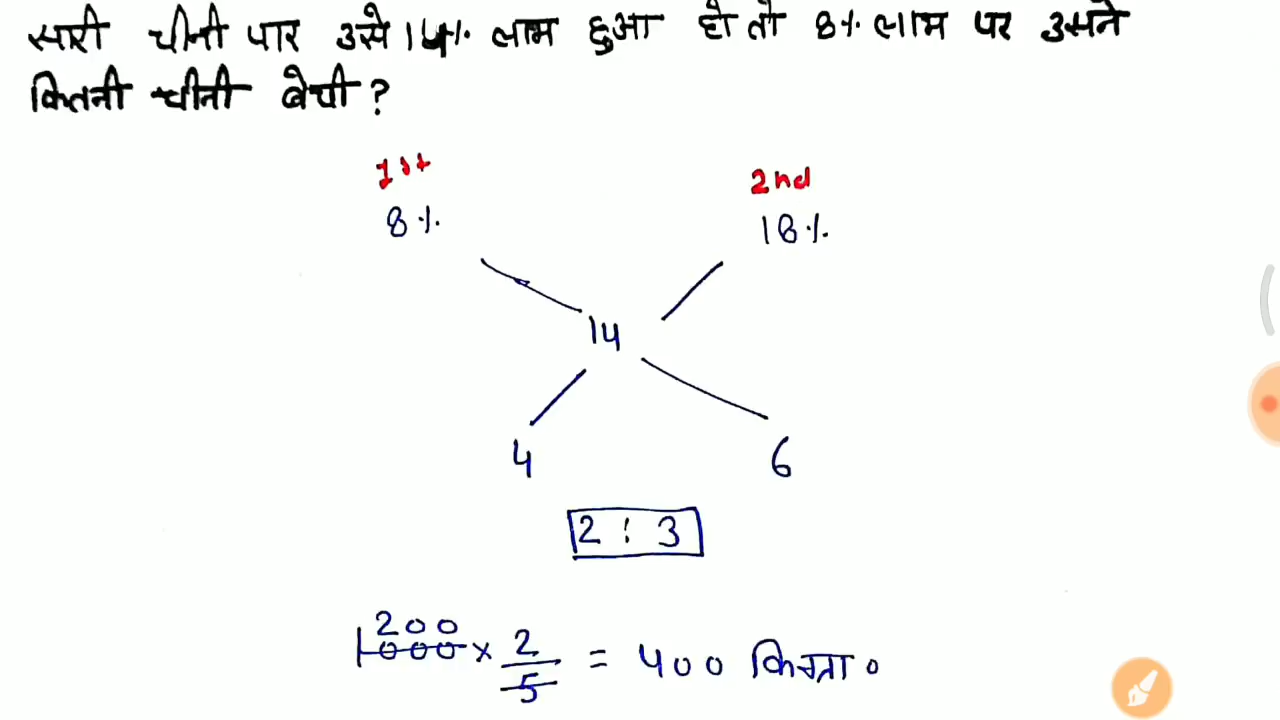 सारी चीनी पार उसे 14% लाभ हुआ हो तो 8% लाभ पर उसने
कितनी चीनी बेची ?
1st 2nd
8% 18%
14
4 6
2 : 3
200
1000 × 2/5 = 400 किग्रा०